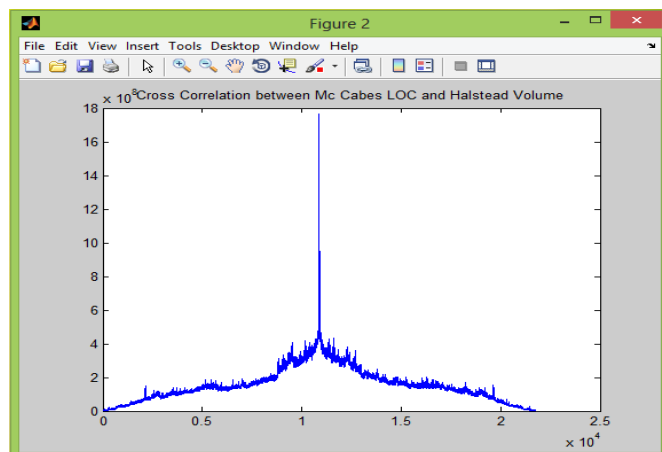 Figure 2
File Edit View Insert Tools Desktop Window Help
x 10^8 Cross Correlation between Mc Cabes LOC and Halstead Volume
18
16
14
12
10
8
6
4
2
0
0 0.5 1 1.5 2 2.5
x 10^4